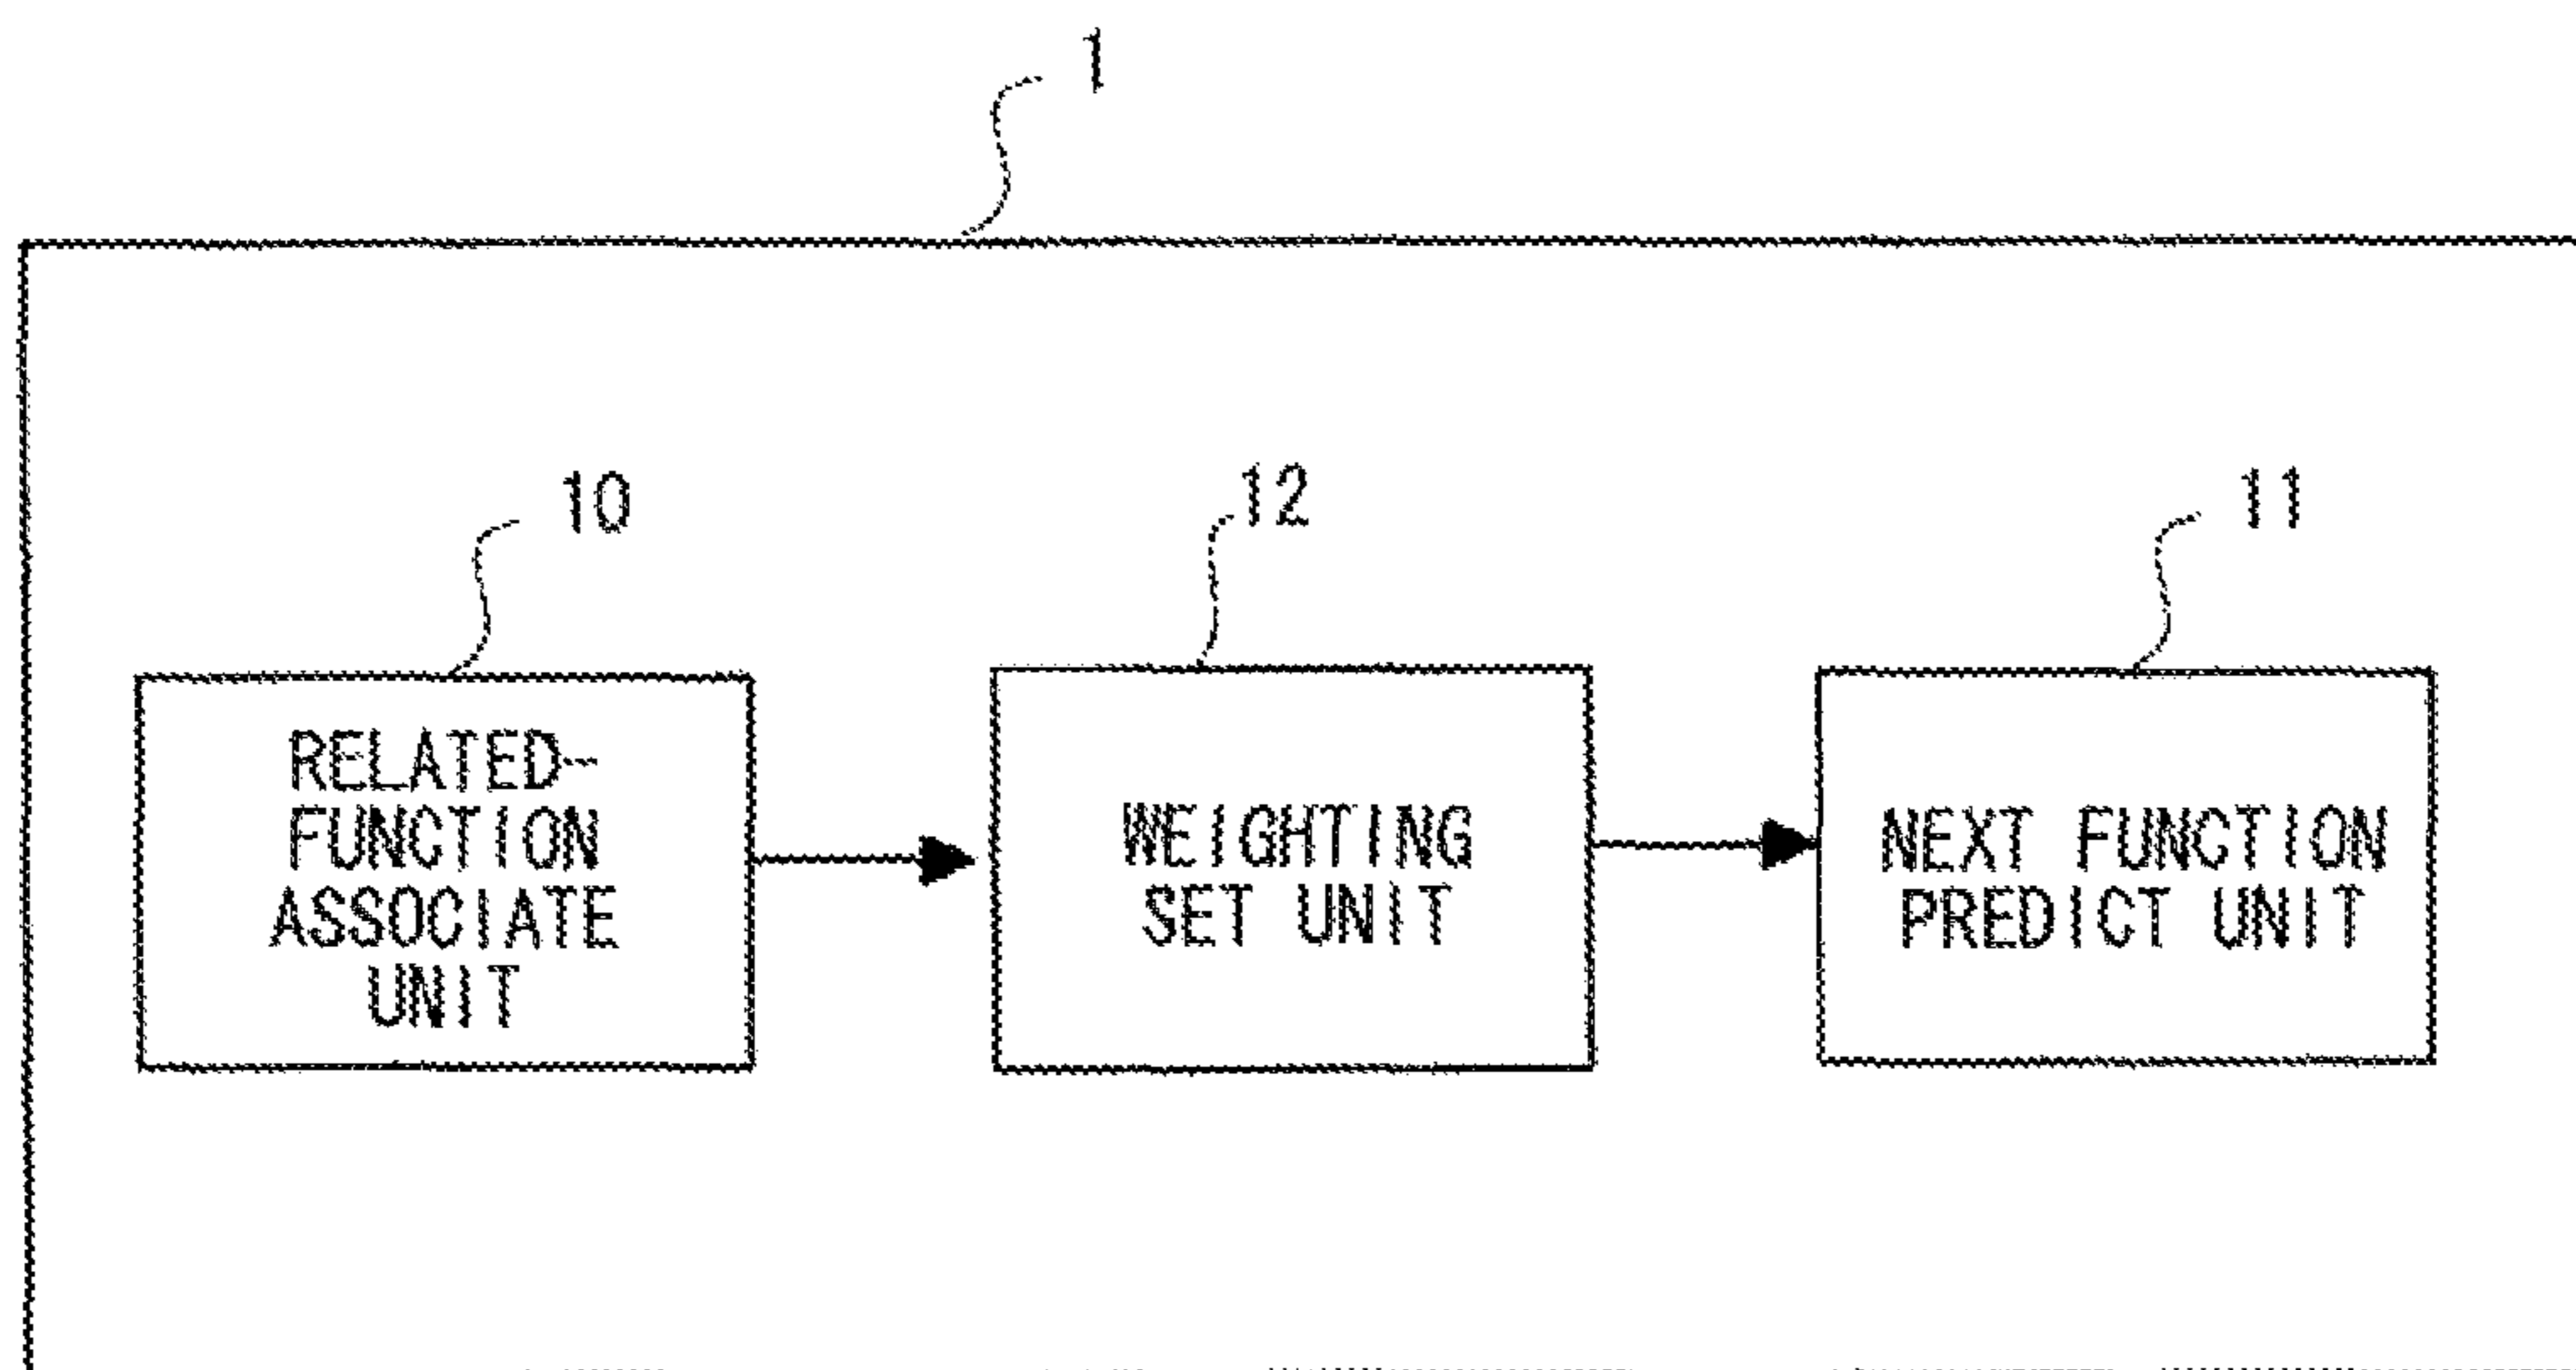 1
10
12
11
RELATED-
FUNCTION
ASSOCIATE
UNIT
WEIGHTING
SET UNIT
NEXT FUNCTION
PREDICT UNIT